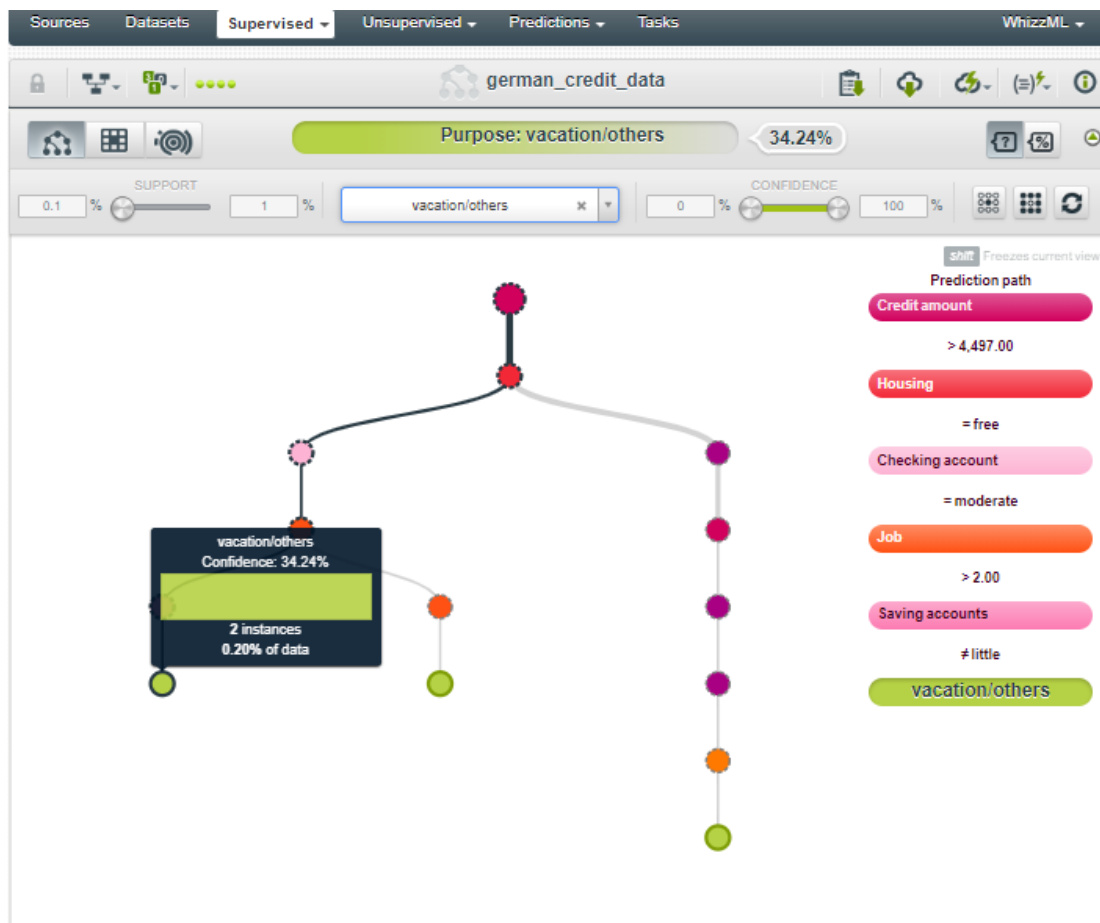 Sources Datasets Supervised Unsupervised Predictions Tasks WhizzML
german_credit_data
Purpose: vacation/others 34.24%
SUPPORT CONFIDENCE
0.1 % 1 % vacation/others × 0 % 100 %
shift Freezes current view
Prediction path
Credit amount
> 4,497.00
Housing
= free
Checking account
= moderate
Job
> 2.00
Saving accounts
≠ little
vacation/others
vacation/others
Confidence: 34.24%
2 instances
0.20% of data